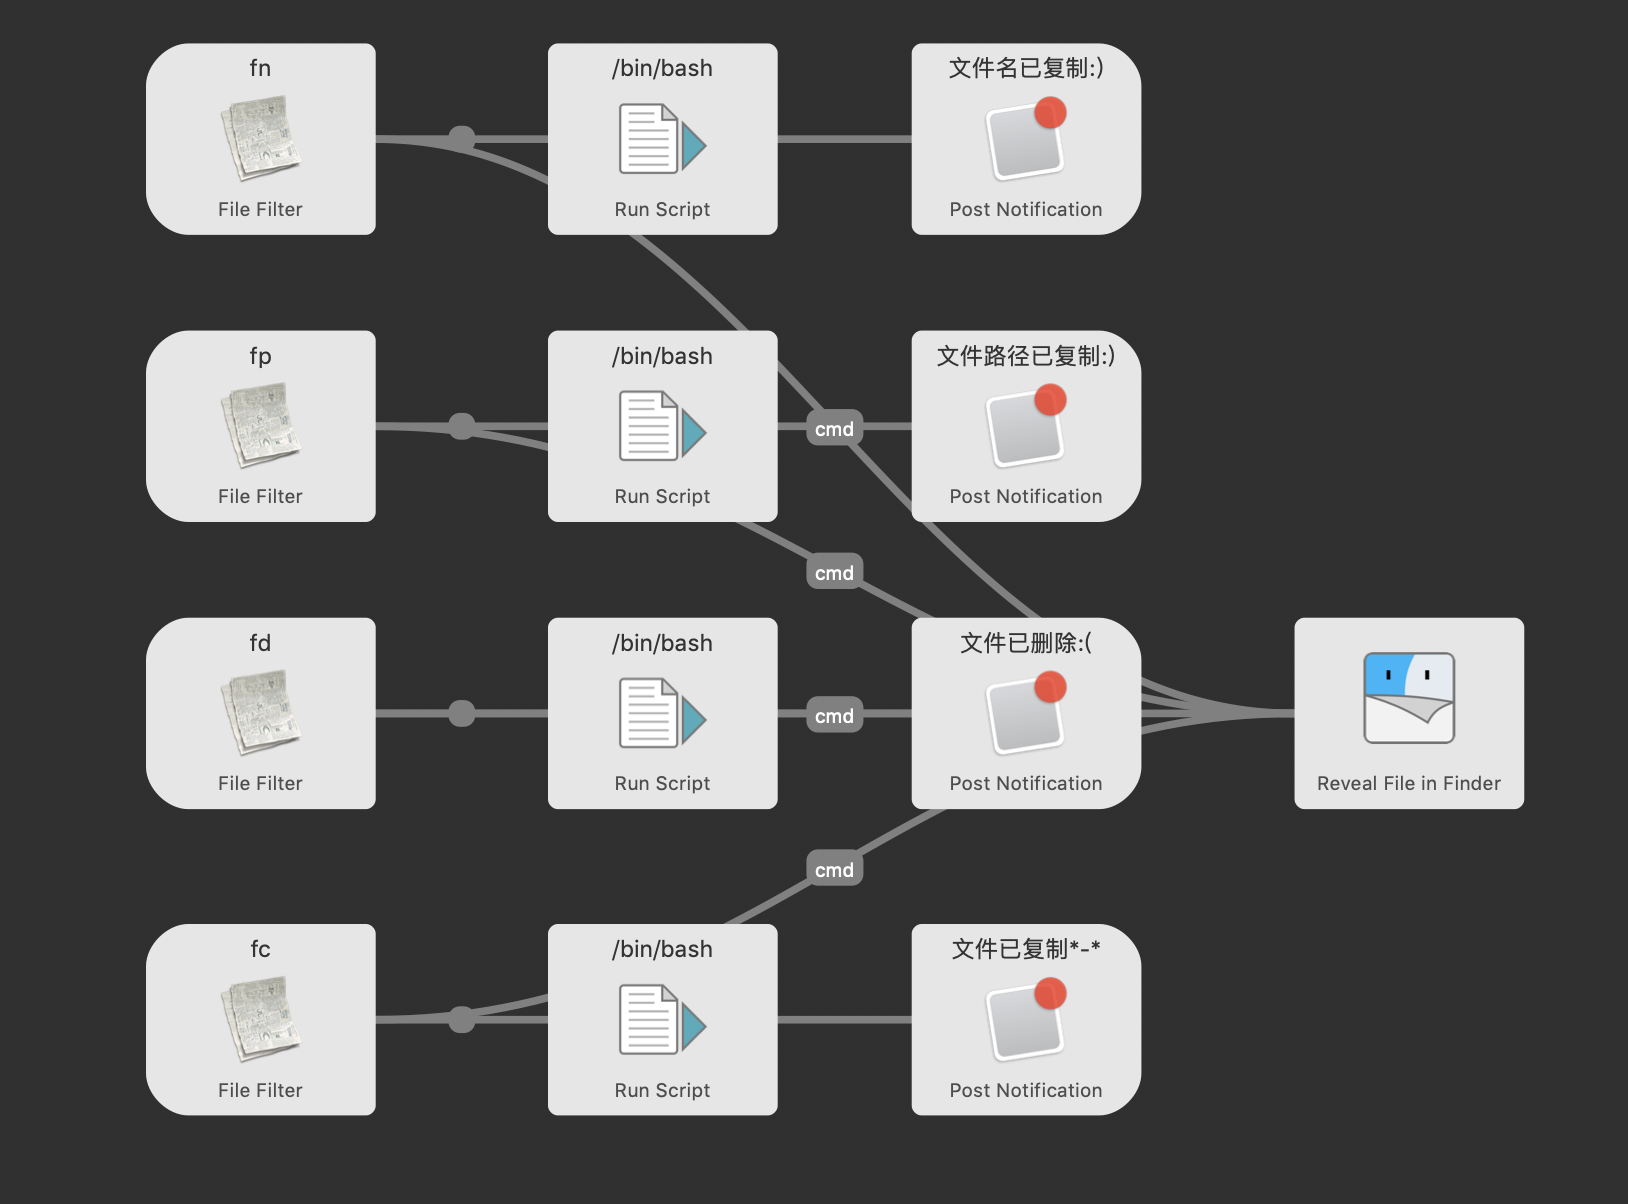 fn
File Filter
/bin/bash
Run Script
文件名已复制:)
Post Notification
fp
File Filter
/bin/bash
Run Script
cmd
文件路径已复制:)
Post Notification
cmd
fd
File Filter
/bin/bash
Run Script
cmd
文件已删除:(
Post Notification
Reveal File in Finder
cmd
fc
File Filter
/bin/bash
Run Script
文件已复制*-*
Post Notification